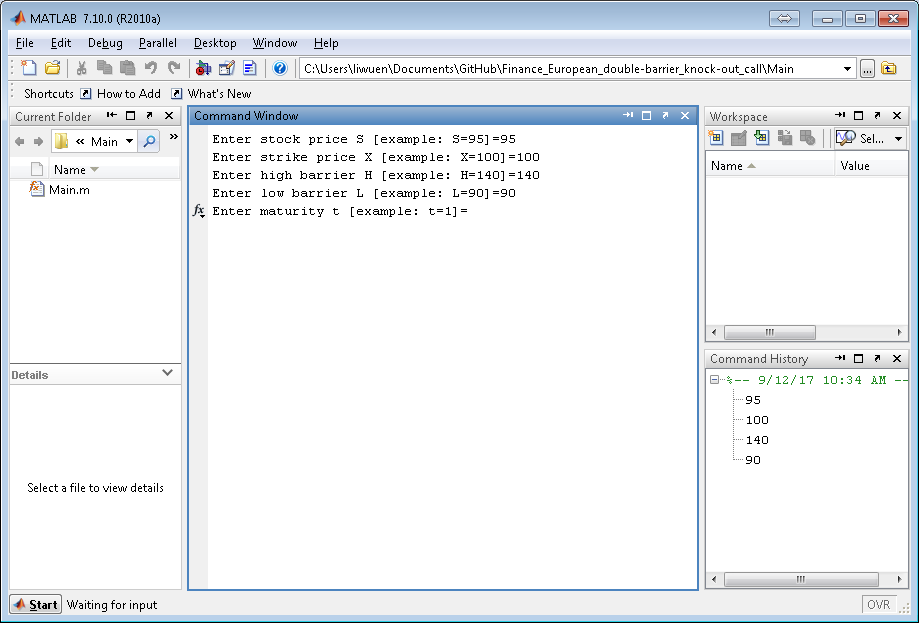 MATLAB 7.10.0 (R2010a)
File Edit Debug Parallel Desktop Window Help
C:\Users\liwuen\Documents\GitHub\Finance_European_double-barrier_knock-out_call\Main
...
Shortcuts How to Add What's New
Current Folder
« Main
»
Name
Main.m
Details
Select a file to view details
Command Window
Enter stock price S [example: S=95]=95
Enter strike price X [example: X=100]=100
Enter high barrier H [example: H=140]=140
Enter low barrier L [example: L=90]=90
fx Enter maturity t [example: t=1]=
Workspace
Sel...
Name Value
Command History
%-- 9/12/17 10:34 AM --
95
100
140
90
Start Waiting for input
OVR